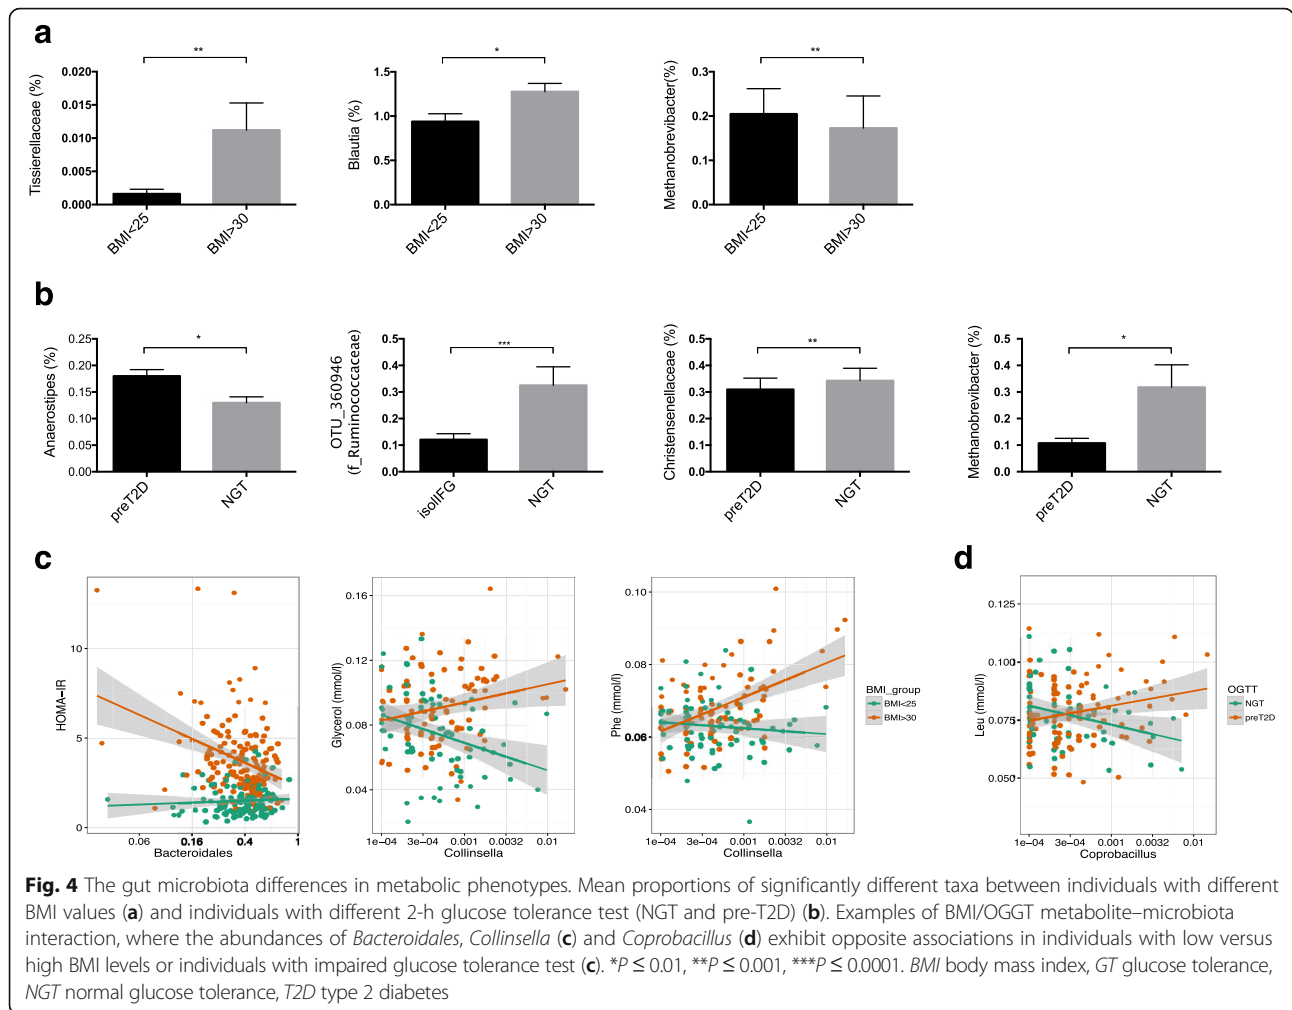 a
**
Tissierellaceae (%)
0.020
0.015
0.010
0.005
0.000
BMI<25
BMI>30
*
Blautia (%)
1.5
1.0
0.5
0.0
BMI<25
BMI>30
**
Methanobrevibacter(%)
0.3
0.2
0.1
0.0
BMI<25
BMI>30
b
*
Anaerostipes (%)
0.25
0.20
0.15
0.10
0.05
0.00
preT2D
NGT
***
OTU_360946
(f_Ruminococcaceae)
0.5
0.4
0.3
0.2
0.1
0.0
isolIFG
NGT
**
Christensenellaceae (%)
0.5
0.4
0.3
0.2
0.1
0.0
preT2D
NGT
*
Methanobrevibacter (%)
0.5
0.4
0.3
0.2
0.1
0.0
preT2D
NGT
c
HOMA−IR
10
5
0
0.06 0.16 0.4 1
Bacteroidales
Glycerol (mmol/l)
0.16
0.12
0.08
0.04
1e−04 3e−04 0.001 0.0032 0.01
Collinsella
Phe (mmol/l)
0.10
0.08
0.06
0.04
1e−04 3e−04 0.001 0.0032 0.01
Collinsella
BMI_group
BMI<25
BMI>30
d
Leu (mmol/l)
0.125
0.100
0.075
0.050
1e−04 3e−04 0.001 0.0032 0.01
Coprobacillus
OGTT
NGT
preT2D
Fig. 4 The gut microbiota differences in metabolic phenotypes. Mean proportions of significantly different taxa between individuals with different
BMI values (a) and individuals with different 2-h glucose tolerance test (NGT and pre-T2D) (b). Examples of BMI/OGGT metabolite–microbiota
interaction, where the abundances of Bacteroidales, Collinsella (c) and Coprobacillus (d) exhibit opposite associations in individuals with low versus
high BMI levels or individuals with impaired glucose tolerance test (c). *P ≤ 0.01, **P ≤ 0.001, ***P ≤ 0.0001. BMI body mass index, GT glucose tolerance,
NGT normal glucose tolerance, T2D type 2 diabetes